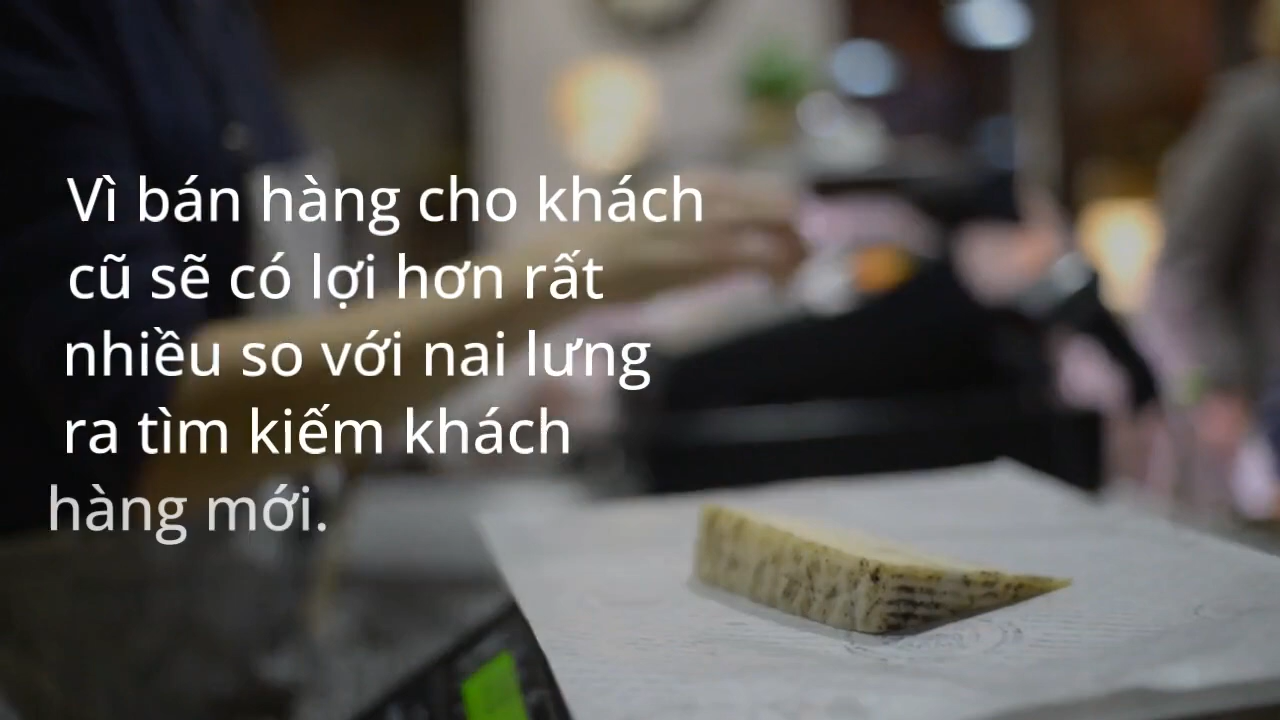 Vì bán hàng cho khách
cũ sẽ có lợi hơn rất
nhiều so với nai lưng
ra tìm kiếm khách
hàng mới.